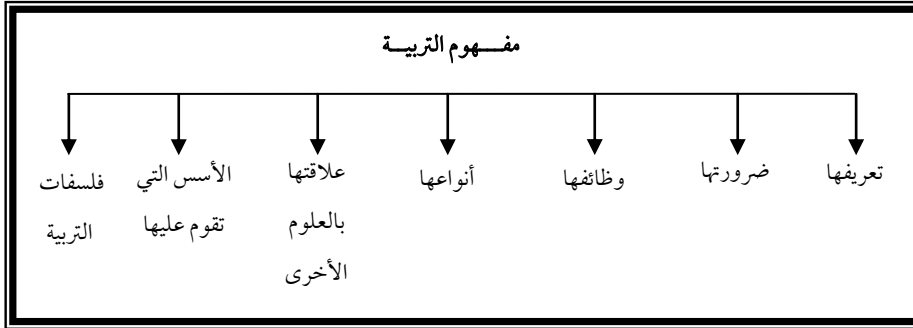 مفـــهوم التربيـــة
تعريفها
ضرورتها
وظائفها
أنواعها
علاقتها
بالعلوم
الأخرى
الأسس التي
تقوم عليها
فلسفات
التربية